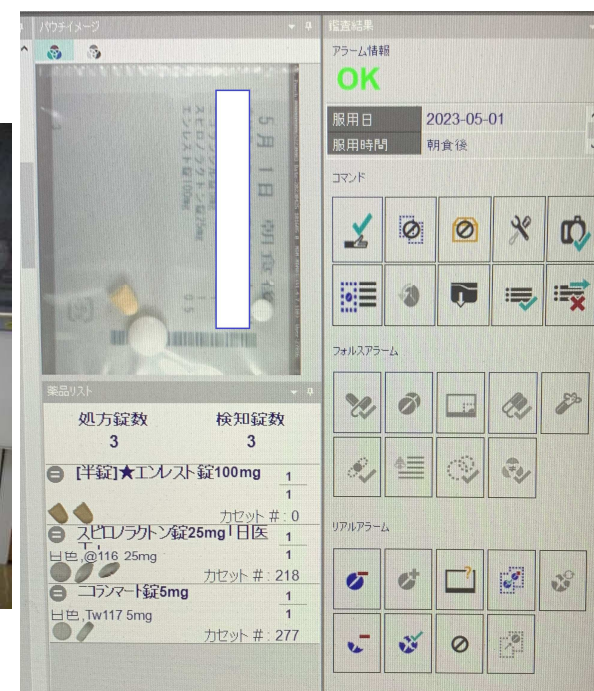 パウチイメージ
5月 1日 朝食後
スピロノラクトン錠25mg
エンレスト錠100mg
0.5
薬品リスト
処方錠数 検知錠数
3 3
[半錠]★エンレスト錠100mg 1
1
カセット #: 0
スピロノラクトン錠25mg「日医 1
白色,@116 25mg 1
カセット #: 218
ニコランマート錠5mg 1
白色,Tw117 5mg 1
カセット #: 277
鑑査結果
アラーム情報
OK
服用日 2023-05-01
服用時間 朝食後
コマンド
フォルスアラーム
リアルアラーム